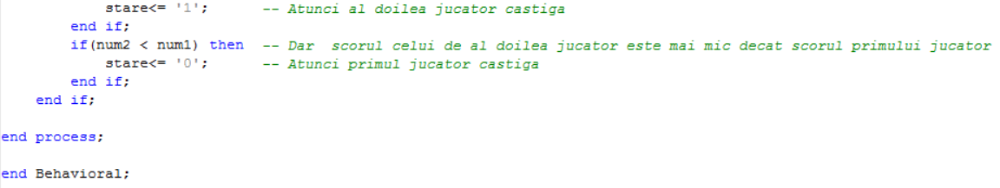 stare<= '1';       -- Atunci al doilea jucator castiga
end if;
if(num2 < num1) then  -- Dar  scorul celui de al doilea jucator este mai mic decat scorul primului jucator
stare<= '0';       -- Atunci primul jucator castiga
end if;
end if;
end process;
end Behavioral;